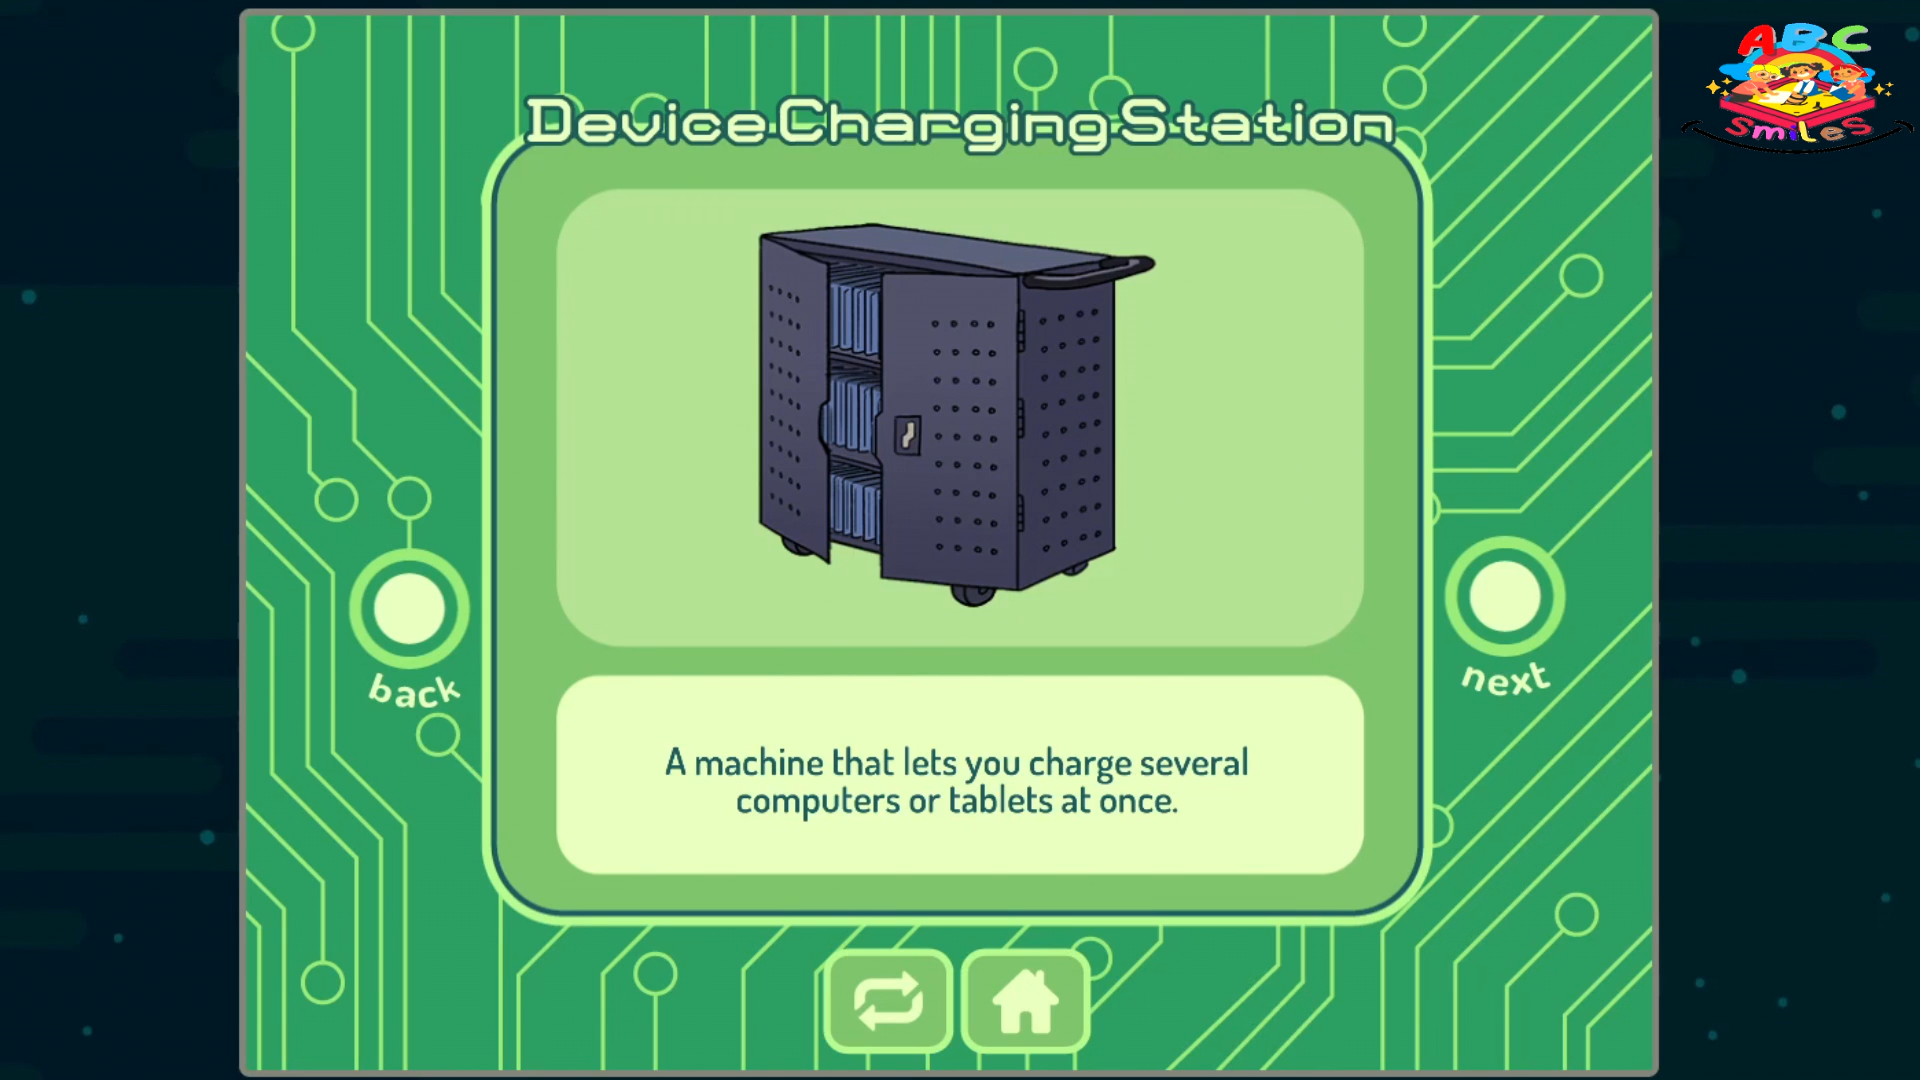 ABC
Smiles
Device Charging Station
back
next
A machine that lets you charge several
computers or tablets at once.